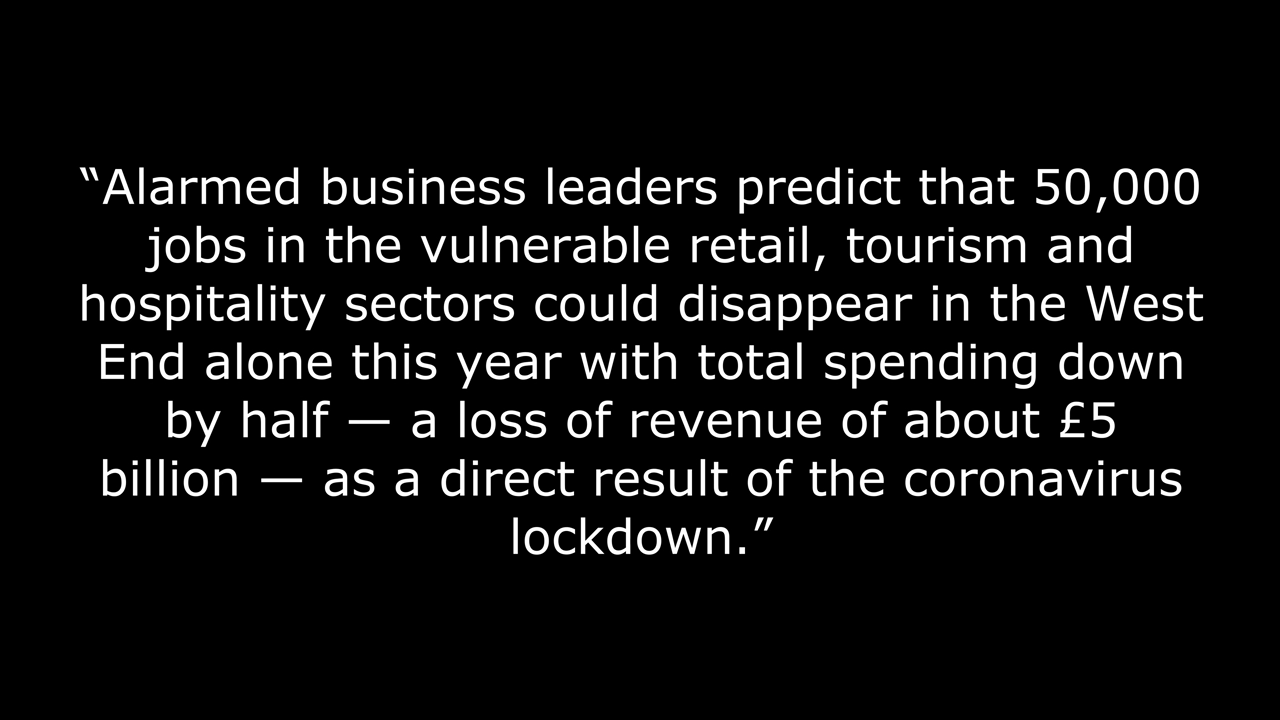 “Alarmed business leaders predict that 50,000
jobs in the vulnerable retail, tourism and
hospitality sectors could disappear in the West
End alone this year with total spending down
by half — a loss of revenue of about £5
billion — as a direct result of the coronavirus
lockdown.”